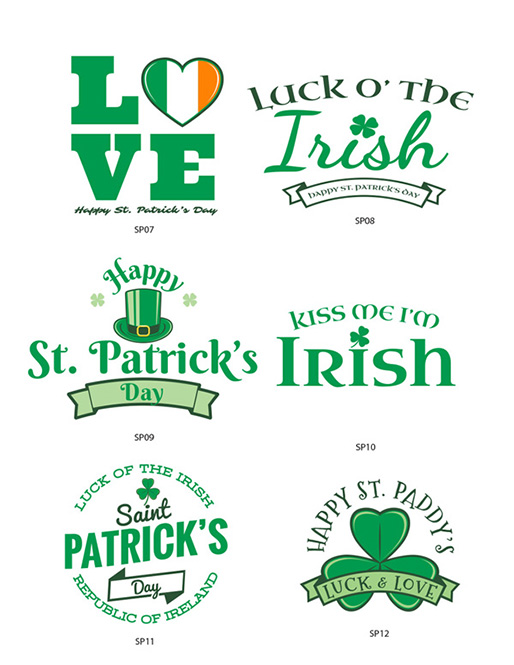 L VE
Happy St. Patrick's Day
SP07
Luck o' the
Irish
Happy St. Patrick's Day
SP08
Happy
St. Patrick's
Day
SP09
Kiss me I'm
Irish
SP10
LUCK OF THE IRISH
Saint
PATRICK'S
Day
REPUBLIC OF IRELAND
SP11
HAPPY ST. PADDY'S
LUCK & LOVE
SP12